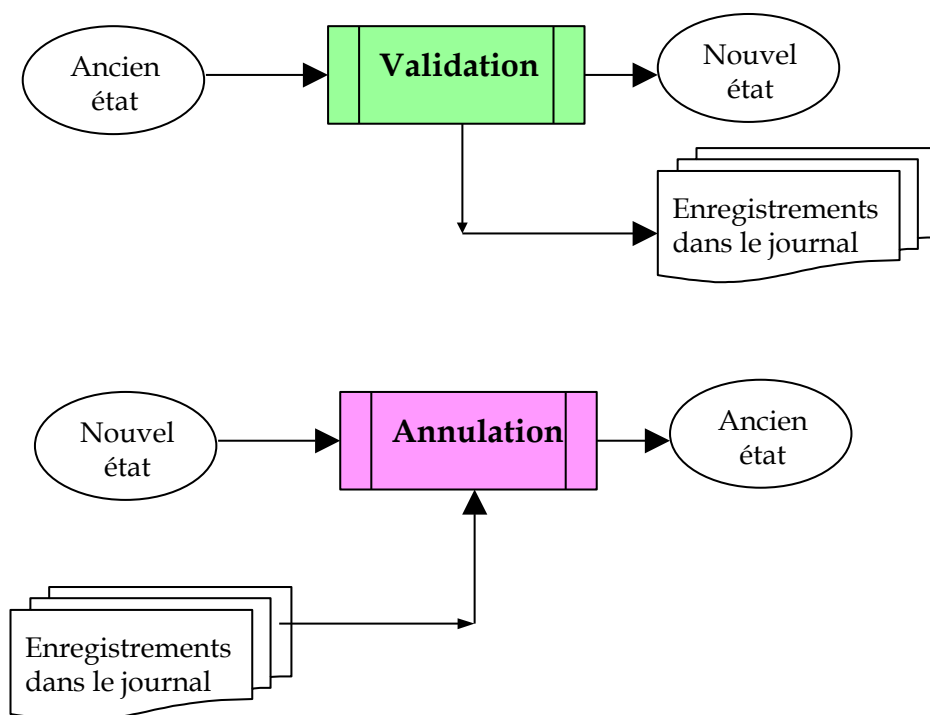 Ancien
état
Validation
Nouvel
état
Enregistrements
dans le journal
Nouvel
état
Annulation
Ancien
état
Enregistrements
dans le journal